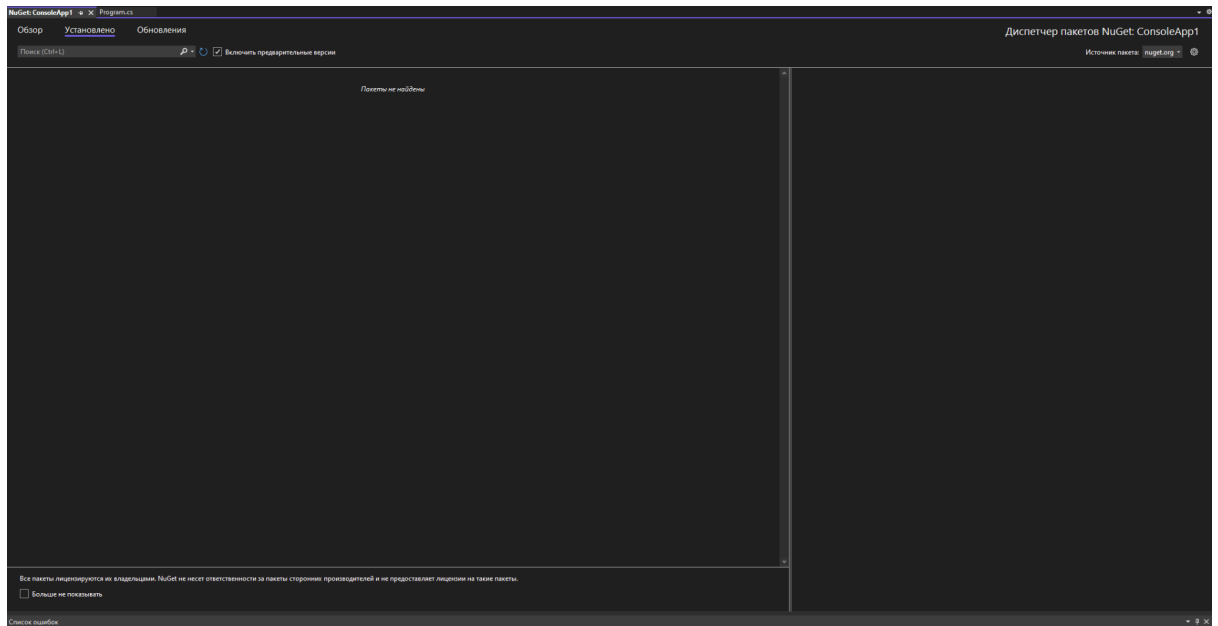 NuGet: ConsoleApp1 Program.cs
Обзор Установлено Обновления Диспетчер пакетов NuGet: ConsoleApp1
Поиск (Ctrl+L) Включить предварительные версии Источник пакета: nuget.org
Пакеты не найдены
Все пакеты лицензируются их владельцами. NuGet не несет ответственности за пакеты сторонних производителей и не предоставляет лицензии на такие пакеты.
Больше не показывать
Список ошибок